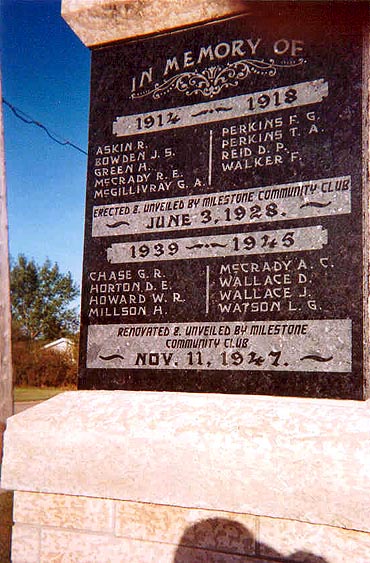 IN MEMORY OF
1914 — 1918
ASKIN R.
BOWDEN J. S.
GREEN H.
McCRADY R. E.
McGILLIVRAY G. A.
PERKINS F. G.
PERKINS T. A.
REID D. P.
WALKER F.
ERECTED & UNVEILED BY MILESTONE COMMUNITY CLUB
JUNE 3, 1928.
1939 — 1945
CHASE G. R.
HORTON D. E.
HOWARD W. R.
MILLSON H.
McCRADY A. C.
WALLACE D.
WALLACE J.
WATSON L. G.
RENOVATED & UNVEILED BY MILESTONE
COMMUNITY CLUB
NOV. 11, 1947.